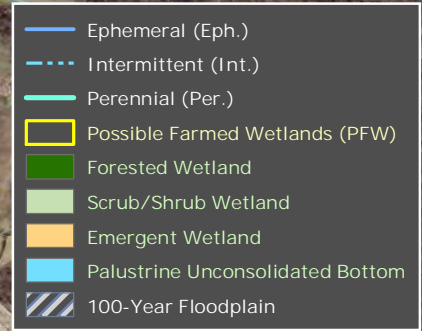 Ephemeral (Eph.)
Intermittent (Int.)
Perennial (Per.)
Possible Farmed Wetlands (PFW)
Forested Wetland
Scrub/Shrub Wetland
Emergent Wetland
Palustrine Unconsolidated Bottom
100-Year Floodplain